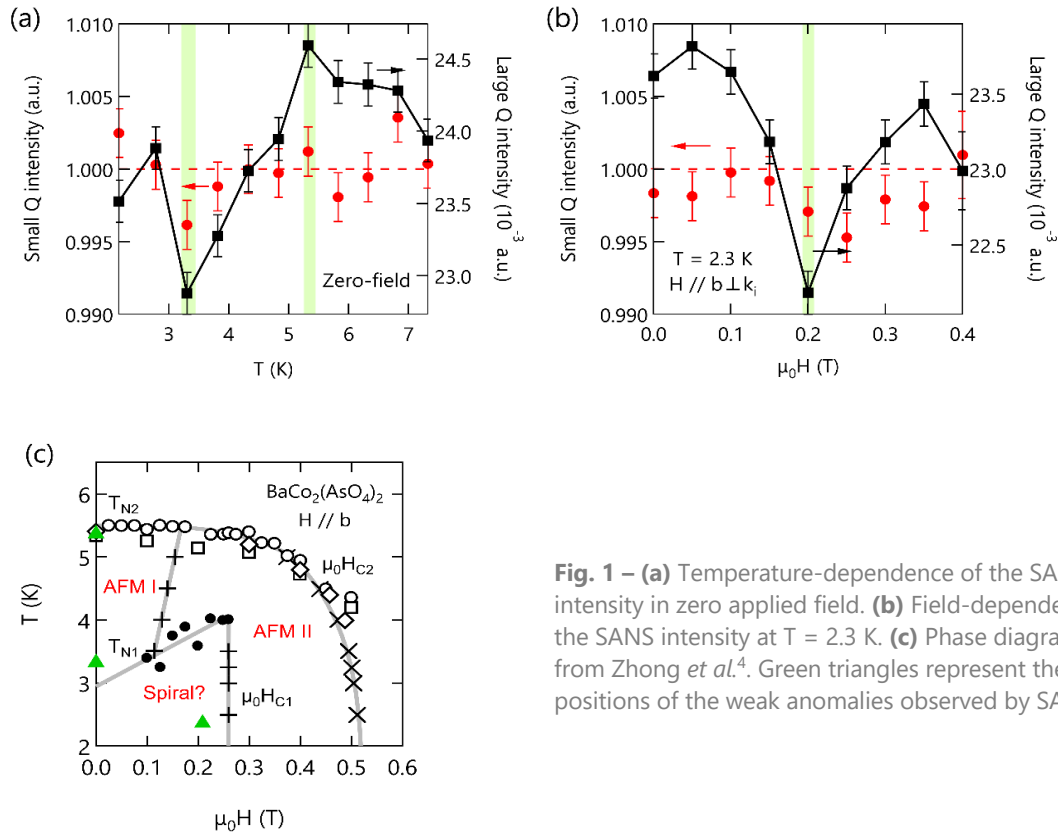 (a)
1.010
1.005
1.000
0.995
0.990
Small Q intensity (a.u.)
24.5
24.0
23.5
23.0
Large Q intensity (10⁻³ a.u.)
Zero-field
3 4 5 6 7
T (K)
(b)
1.010
1.005
1.000
0.995
0.990
Small Q intensity (a.u.)
23.5
23.0
22.5
Large Q intensity (10⁻³ a.u.)
T = 2.3 K
H // b⊥kᵢ
0.0 0.1 0.2 0.3 0.4
μ₀H (T)
(c)
6
5
4
3
2
T (K)
T_N2
BaCo₂(AsO₄)₂
H // b
AFM I
μ₀H_C2
AFM II
T_N1
Spiral?
μ₀H_C1
0.0 0.1 0.2 0.3 0.4 0.5 0.6
μ₀H (T)
Fig. 1 – (a) Temperature-dependence of the SA
intensity in zero applied field. (b) Field-depende
the SANS intensity at T = 2.3 K. (c) Phase diagra
from Zhong et al.⁴. Green triangles represent the
positions of the weak anomalies observed by SA